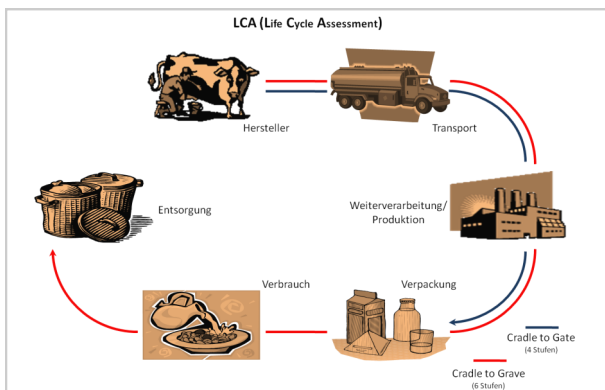 LCA (Life Cycle Assessment)
Hersteller
Transport
Entsorgung
Weiterverarbeitung/
Produktion
Verbrauch
Verpackung
Cradle to Gate
(4 Stufen)
Cradle to Grave
(6 Stufen)